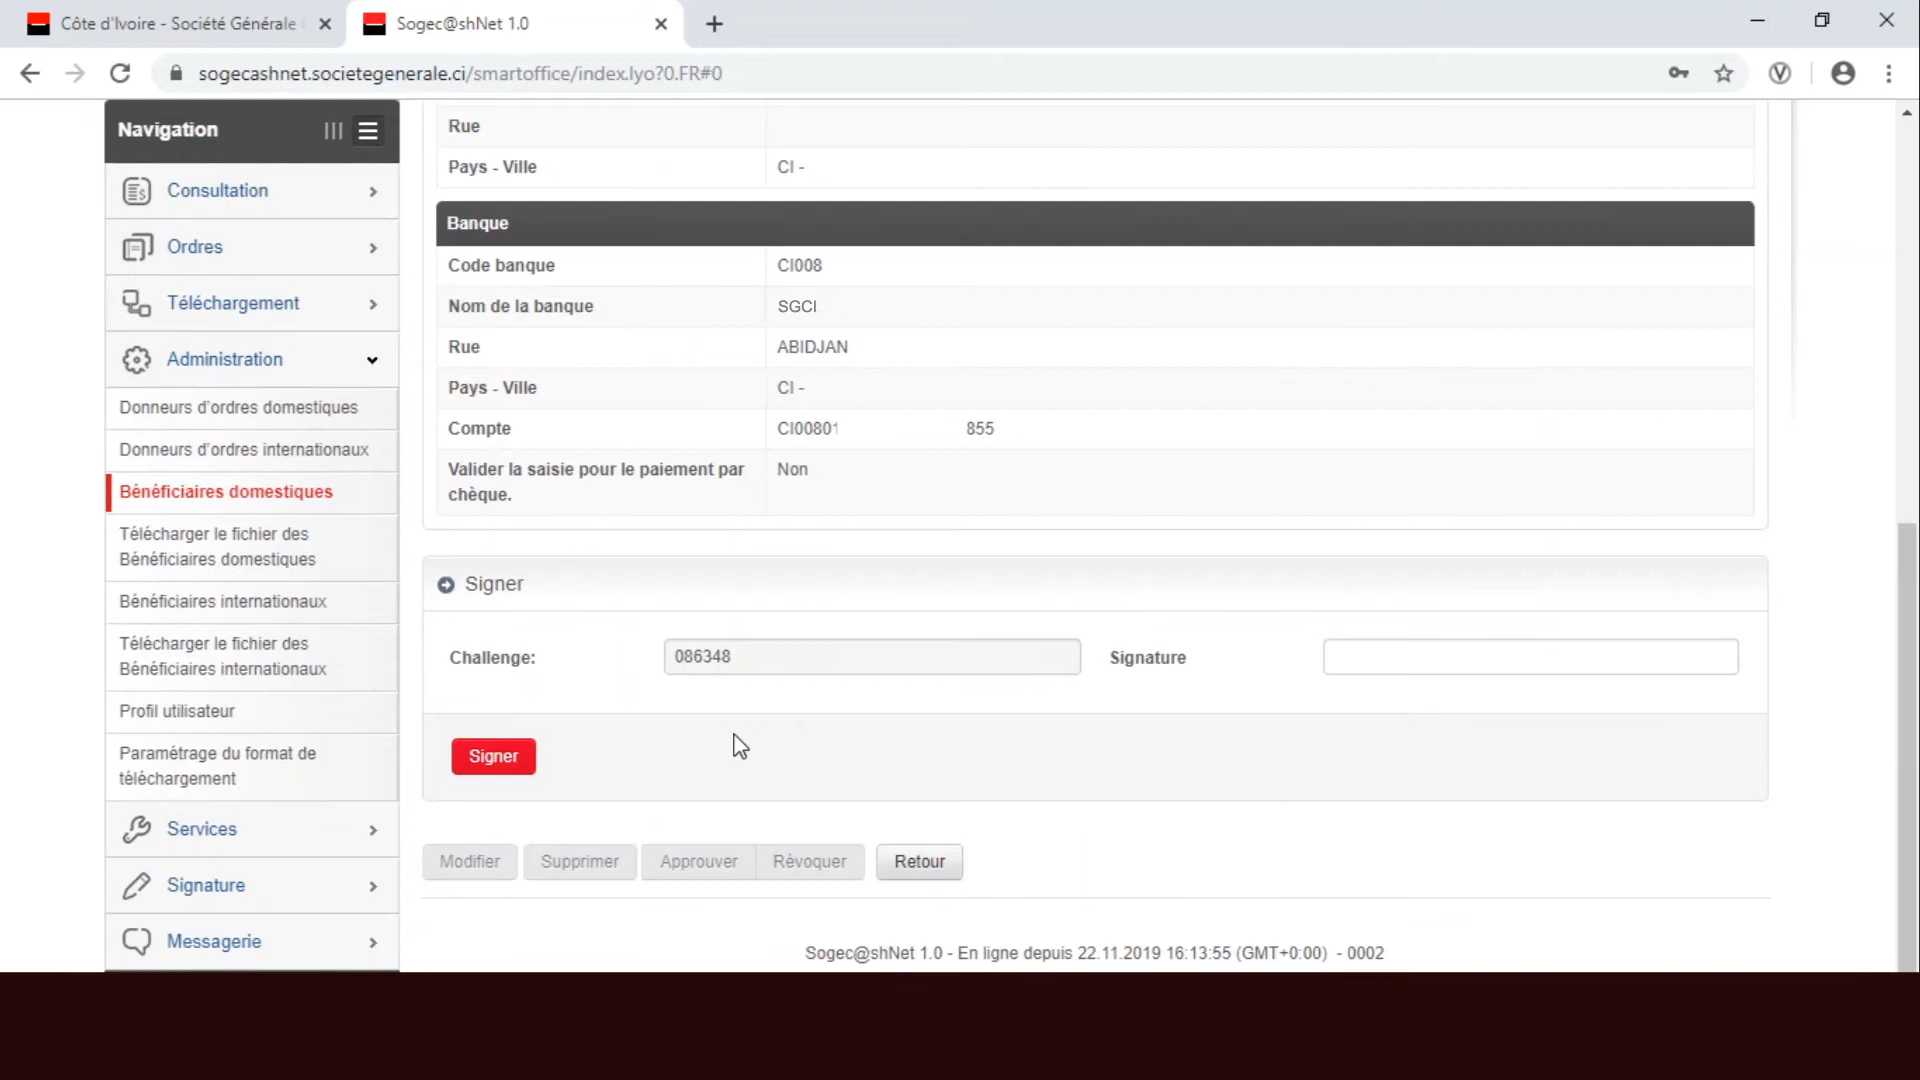 Côte d'Ivoire - Société Générale
Sogec@shNet 1.0
sogecashnet.societegenerale.ci/smartoffice/index.lyo?0.FR#0
Navigation
Consultation
Ordres
Téléchargement
Administration
Donneurs d'ordres domestiques
Donneurs d'ordres internationaux
Bénéficiaires domestiques
Télécharger le fichier des
Bénéficiaires domestiques
Bénéficiaires internationaux
Télécharger le fichier des
Bénéficiaires internationaux
Profil utilisateur
Paramétrage du format de
téléchargement
Services
Signature
Messagerie
Rue
Pays - Ville CI -
Banque
Code banque CI008
Nom de la banque SGCI
Rue ABIDJAN
Pays - Ville CI -
Compte CI00801 855
Valider la saisie pour le paiement par Non
chèque.
Signer
Challenge: 086348 Signature
Signer
Modifier Supprimer Approuver Révoquer Retour
Sogec@shNet 1.0 - En ligne depuis 22.11.2019 16:13:55 (GMT+0:00) - 0002